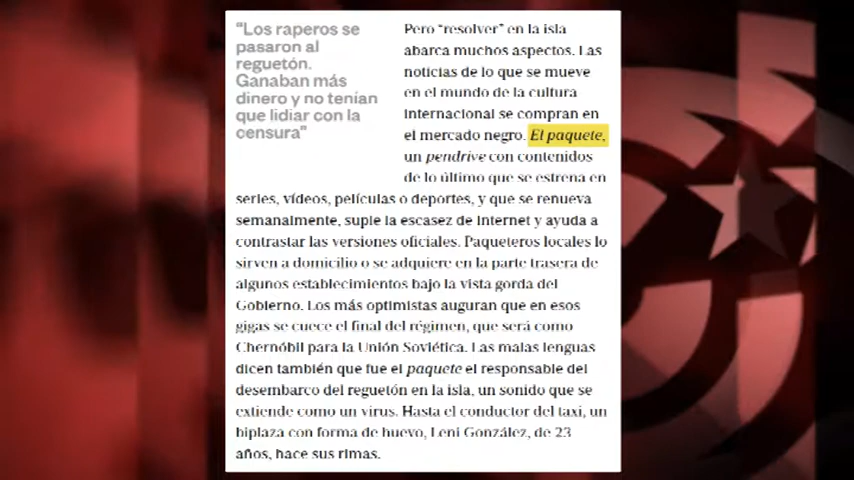 "Los raperos se
pasaron al
reguetón.
Ganaban más
dinero y no tenían
que lidiar con la
censura"
Pero “resolver” en la isla
abarca muchos aspectos. Las
noticias de lo que se mueve
en el mundo de la cultura
internacional se compran en
el mercado negro. El paquete,
un pendrive con contenidos
de lo último que se estrena en
series, vídeos, películas o deportes, y que se renueva
semanalmente, suple la escasez de Internet y ayuda a
contrastar las versiones oficiales. Paqueteros locales lo
sirven a domicilio o se adquiere en la parte trasera de
algunos establecimientos bajo la vista gorda del
Gobierno. Los más optimistas auguran que en esos
gigas se cuece el final del régimen, que será como
Chernóbil para la Unión Soviética. Las malas lenguas
dicen también que fue el paquete el responsable del
desembarco del reguetón en la isla, un sonido que se
extiende como un virus. Hasta el conductor del taxi, un
biplaza con forma de huevo, Leni González, de 23
años, hace sus rimas.